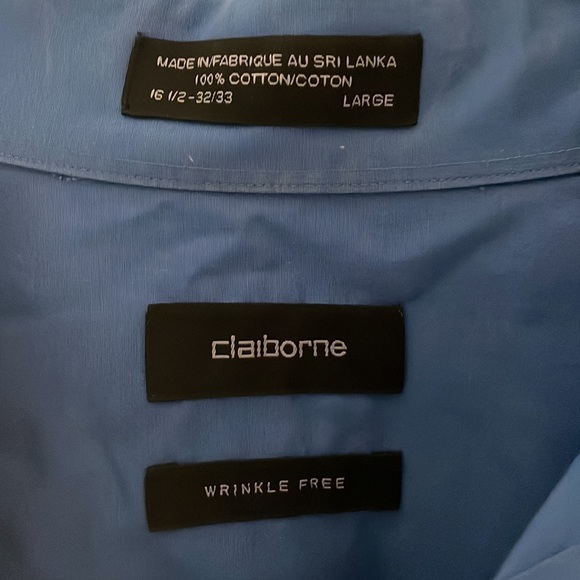 MADE IN/FABRIQUE AU SRI LANKA
100% COTTON/COTON
16 1/2-32/33 LARGE
claiborne
WRINKLE FREE